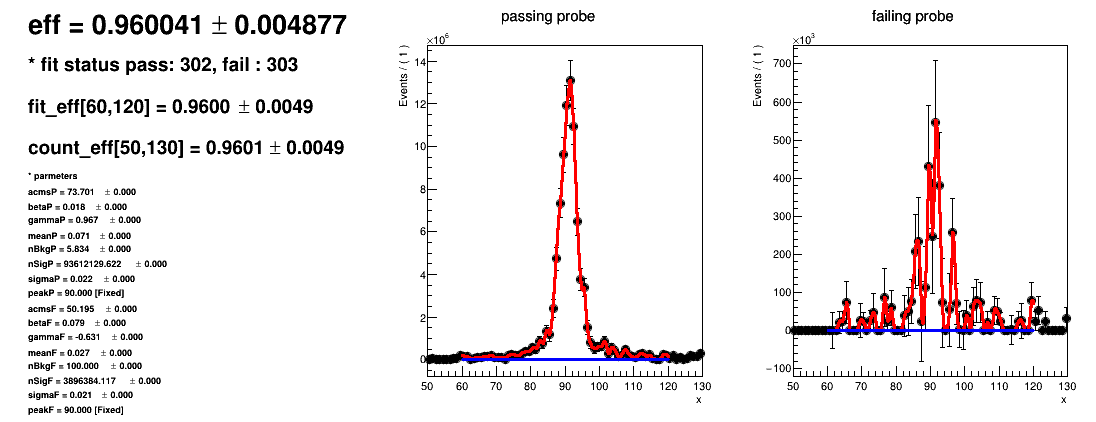 eff = 0.960041 ± 0.004877
* fit status pass: 302, fail : 303
fit_eff[60,120] = 0.9600 ± 0.0049
count_eff[50,130] = 0.9601 ± 0.0049
* parmeters
acmsP = 73.701 ± 0.000
betaP = 0.018 ± 0.000
gammaP = 0.967 ± 0.000
meanP = 0.071 ± 0.000
nBkgP = 5.834 ± 0.000
nSigP = 93612129.622 ± 0.000
sigmaP = 0.022 ± 0.000
peakP = 90.000 [Fixed]
acmsF = 50.195 ± 0.000
betaF = 0.079 ± 0.000
gammaF = -0.631 ± 0.000
meanF = 0.027 ± 0.000
nBkgF = 100.000 ± 0.000
nSigF = 3896384.117 ± 0.000
sigmaF = 0.021 ± 0.000
peakF = 90.000 [Fixed]
passing probe
×10⁶
Events / ( 1 )
14
12
10
8
6
4
2
0
50 60 70 80 90 100 110 120 130
x
failing probe
×10³
Events / ( 1 )
700
600
500
400
300
200
100
0
−100
50 60 70 80 90 100 110 120 130
x